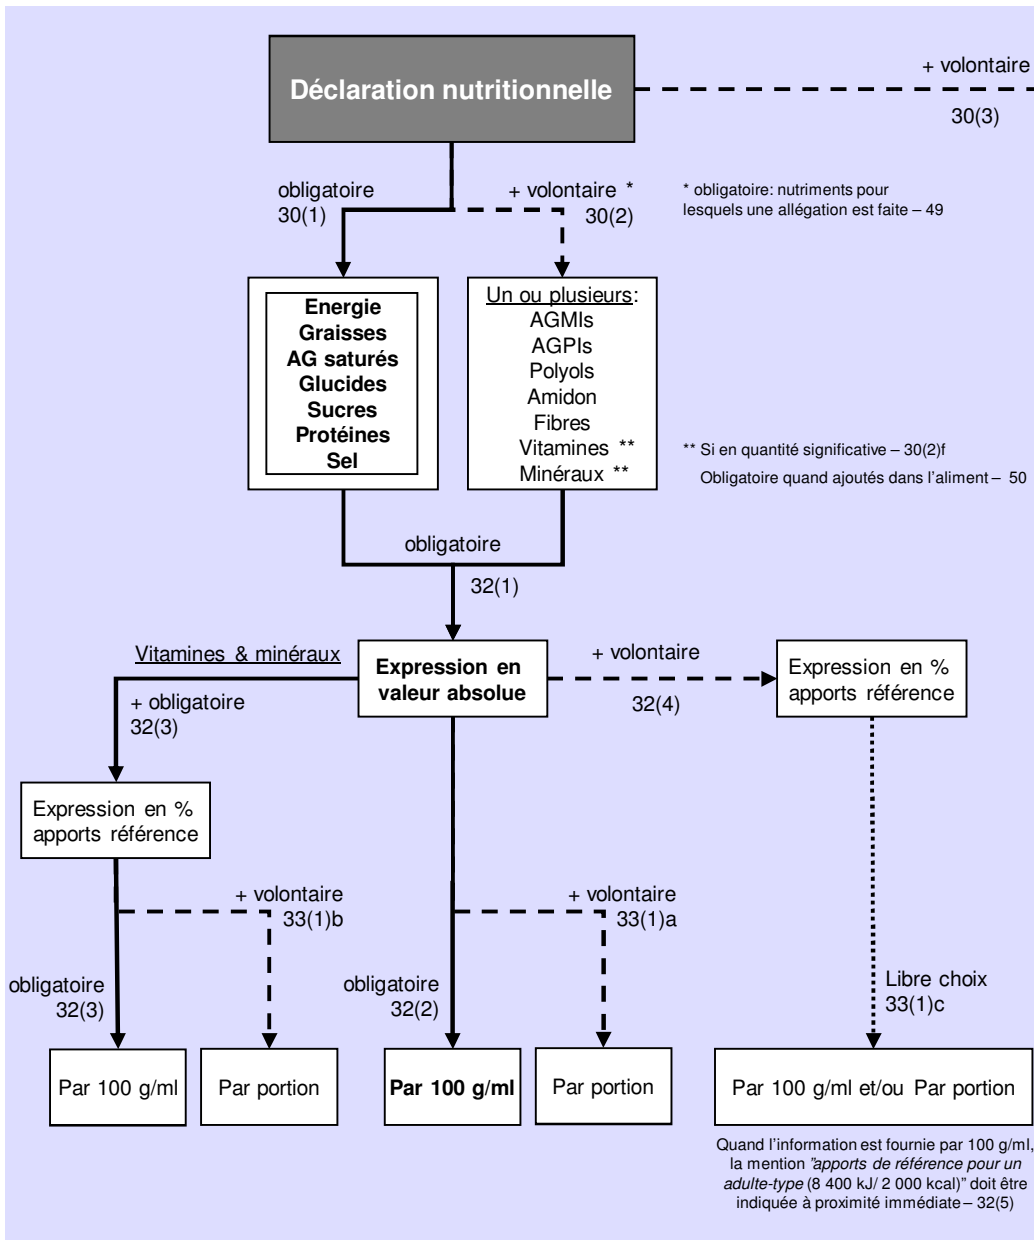 Déclaration nutritionnelle
+ volontaire
30(3)
obligatoire
30(1)
+ volontaire *
30(2)
* obligatoire: nutriments pour
lesquels une allégation est faite – 49
Energie
Graisses
AG saturés
Glucides
Sucres
Protéines
Sel
Un ou plusieurs:
AGMIs
AGPIs
Polyols
Amidon
Fibres
Vitamines **
Minéraux **
** Si en quantité significative – 30(2)f
Obligatoire quand ajoutés dans l'aiment – 50
obligatoire
32(1)
Vitamines & minéraux
Expression en
valeur absolue
+ volontaire
32(4)
Expression en %
apports référence
+ obligatoire
32(3)
Expression en %
apports référence
+ volontaire
33(1)b
+ volontaire
33(1)a
obligatoire
32(3)
obligatoire
32(2)
Libre choix
33(1)c
Par 100 g/ml
Par portion
Par 100 g/ml
Par portion
Par 100 g/ml et/ou Par portion
Quand l'information est fournie par 100 g/ml,
la mention "apports de référence pour un
adulte-type (8 400 kJ/ 2 000 kcal)" doit être
indiquée à proximité immédiate – 32(5)